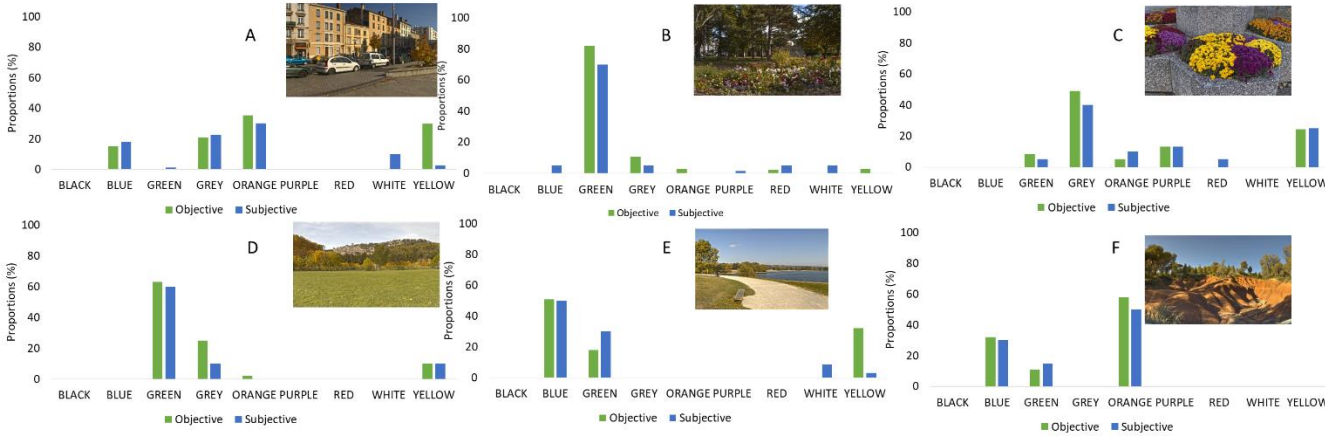 A
Proportions (%)
100
80
60
40
20
0
BLACK BLUE GREEN GREY ORANGE PURPLE RED WHITE YELLOW
Objective Subjective
B
Proportions (%)
100
80
60
40
20
0
BLACK BLUE GREEN GREY ORANGE PURPLE RED WHITE YELLOW
Objective Subjective
C
Proportions (%)
100
80
60
40
20
0
BLACK BLUE GREEN GREY ORANGE PURPLE RED WHITE YELLOW
Objective Subjective
D
Proportions (%)
100
80
60
40
20
0
BLACK BLUE GREEN GREY ORANGE PURPLE RED WHITE YELLOW
Objective Subjective
E
Proportions (%)
100
80
60
40
20
0
BLACK BLUE GREEN GREY ORANGE PURPLE RED WHITE YELLOW
Objective Subjective
F
Proportions (%)
100
80
60
40
20
0
BLACK BLUE GREEN GREY ORANGE PURPLE RED WHITE YELLOW
Objective Subjective